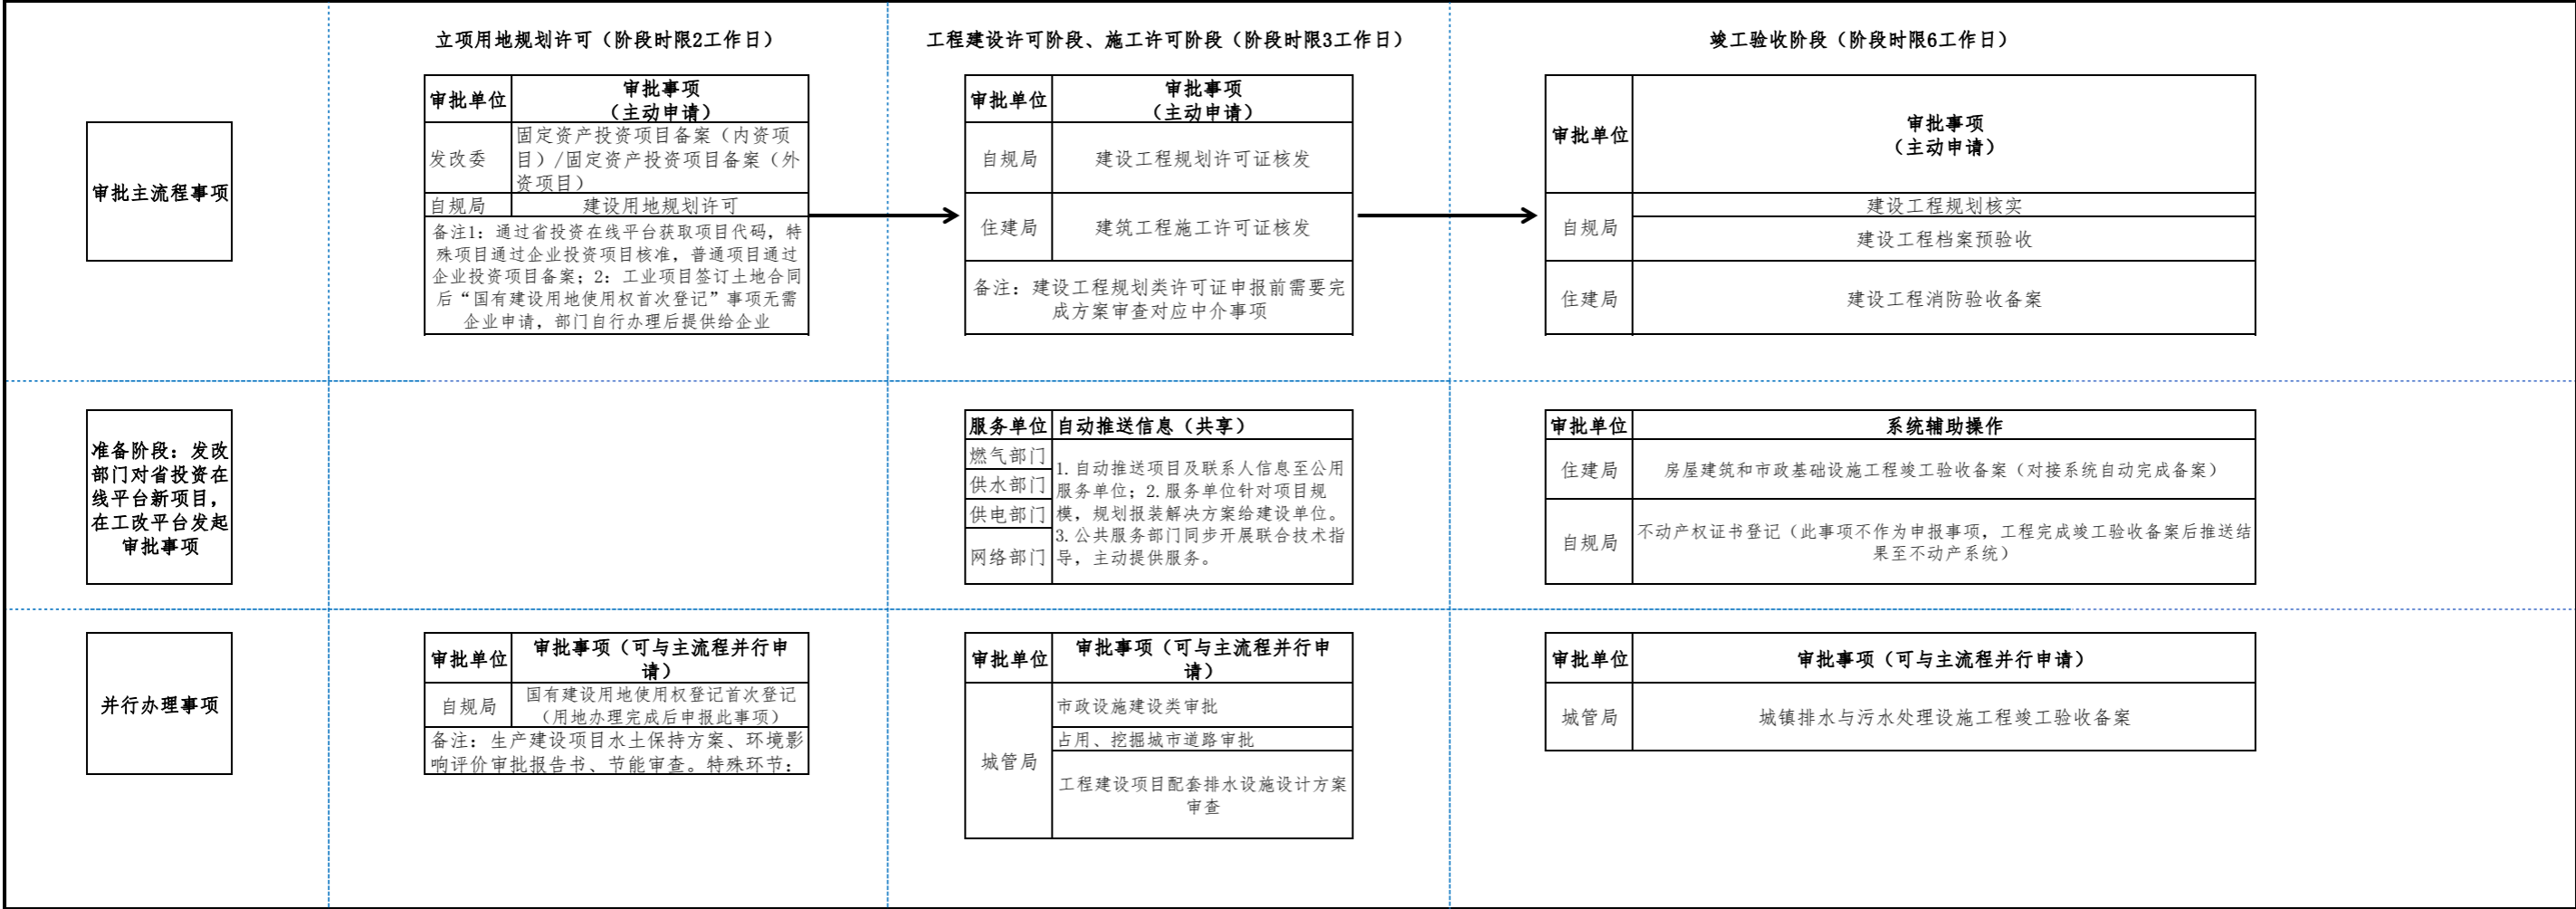 立项用地规划许可（阶段时限2工作日）
工程建设许可阶段、施工许可阶段（阶段时限3工作日）
竣工验收阶段（阶段时限6工作日）
审批主流程事项
审批单位
审批事项
（主动申请）
发改委
固定资产投资项目备案（内资项
目）/固定资产投资项目备案（外
资项目）
自规局
建设用地规划许可
备注1：通过省投资在线平台获取项目代码，特
殊项目通过企业投资项目核准，普通项目通过
企业投资项目备案；2：工业项目签订土地合同
后“国有建设用地使用权首次登记”事项无需
企业申请，部门自行办理后提供给企业
审批单位
审批事项
（主动申请）
自规局
建设工程规划许可证核发
住建局
建筑工程施工许可证核发
备注：建设工程规划类许可证申报前需要完
成方案审查对应中介事项
审批单位
审批事项
（主动申请）
自规局
建设工程规划核实
建设工程档案预验收
住建局
建设工程消防验收备案
准备阶段：发改
部门对省投资在
线平台新项目，
在工改平台发起
审批事项
服务单位
自动推送信息（共享）
燃气部门
供水部门
供电部门
网络部门
1.自动推送项目及联系人信息至公用
服务单位；2.服务单位针对项目规
模，规划报装解决方案给建设单位。
3.公共服务部门同步开展联合技术指
导，主动提供服务。
审批单位
系统辅助操作
住建局
房屋建筑和市政基础设施工程竣工验收备案（对接系统自动完成备案）
自规局
不动产权证书登记（此事项不作为申报事项，工程完成竣工验收备案后推送结
果至不动产系统）
并行办理事项
审批单位
审批事项（可与主流程并行申
请）
自规局
国有建设用地使用权登记首次登记
（用地办理完成后申报此事项）
备注：生产建设项目水土保持方案、环境影
响评价审批报告书、节能审查。特殊环节：
审批单位
审批事项（可与主流程并行申
请）
城管局
市政设施建设类审批
占用、挖掘城市道路审批
工程建设项目配套排水设施设计方案
审查
审批单位
审批事项（可与主流程并行申请）
城管局
城镇排水与污水处理设施工程竣工验收备案